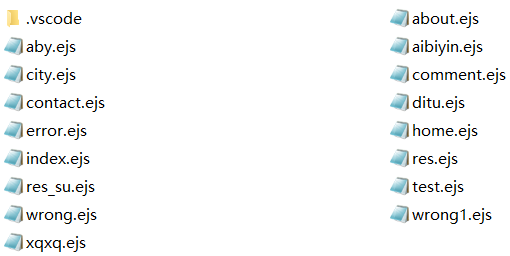 .vscode
about.ejs
aby.ejs
aibiyin.ejs
city.ejs
comment.ejs
contact.ejs
ditu.ejs
error.ejs
home.ejs
index.ejs
res.ejs
res_su.ejs
test.ejs
wrong.ejs
wrong1.ejs
xqxq.ejs